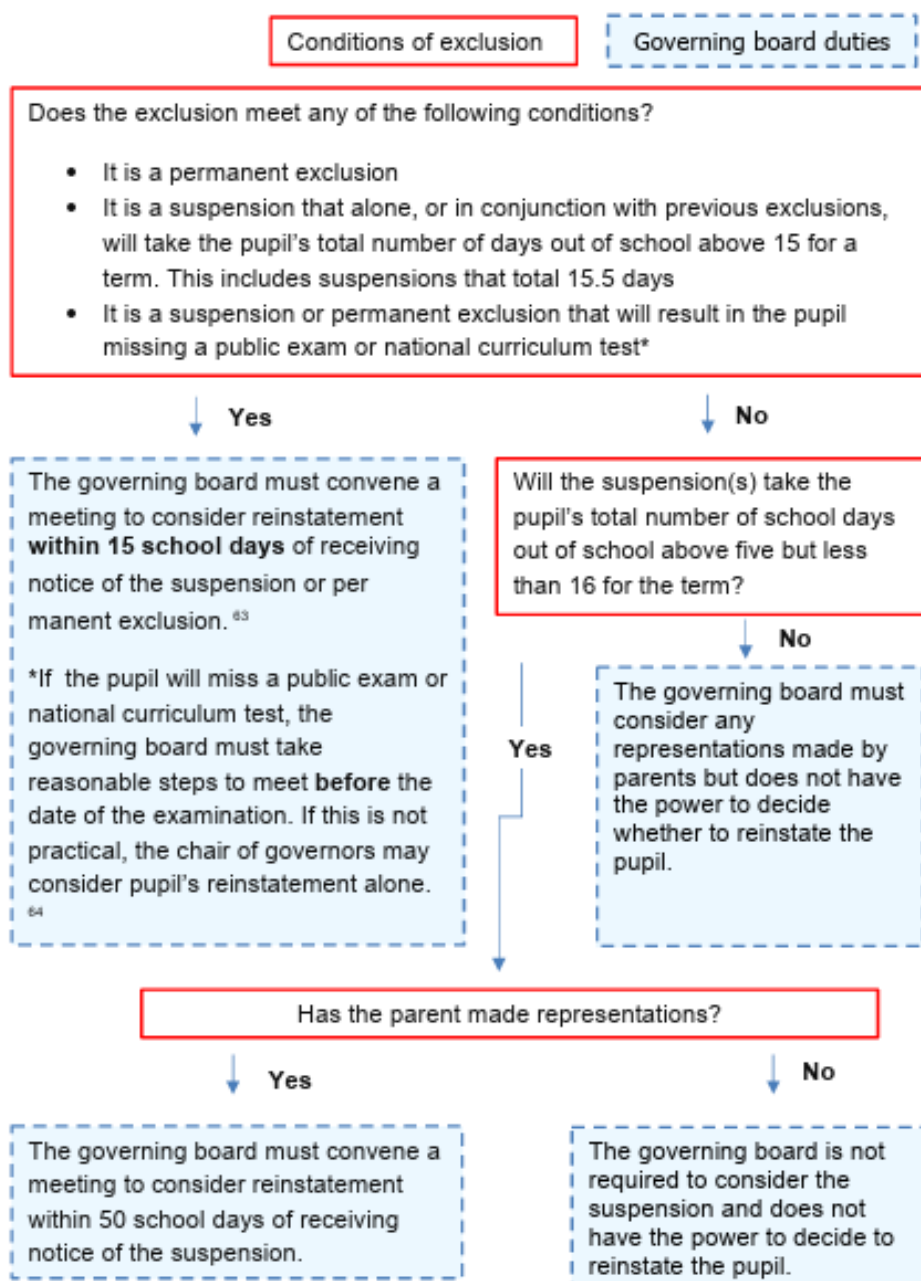 Conditions of exclusion
Governing board duties
Does the exclusion meet any of the following conditions?
• It is a permanent exclusion
• It is a suspension that alone, or in conjunction with previous exclusions,
will take the pupil's total number of days out of school above 15 for a
term. This includes suspensions that total 15.5 days
• It is a suspension or permanent exclusion that will result in the pupil
missing a public exam or national curriculum test*
Yes
No
The governing board must convene a
meeting to consider reinstatement
within 15 school days of receiving
notice of the suspension or per
manent exclusion. 63
*If the pupil will miss a public exam or
national curriculum test, the
governing board must take
reasonable steps to meet before the
date of the examination. If this is not
practical, the chair of governors may
consider pupil's reinstatement alone.
64
Will the suspension(s) take the
pupil's total number of school days
out of school above five but less
than 16 for the term?
No
Yes
The governing board must
consider any
representations made by
parents but does not have
the power to decide
whether to reinstate the
pupil.
Has the parent made representations?
Yes
No
The governing board must convene a
meeting to consider reinstatement
within 50 school days of receiving
notice of the suspension.
The governing board is not
required to consider the
suspension and does not
have the power to decide to
reinstate the pupil.